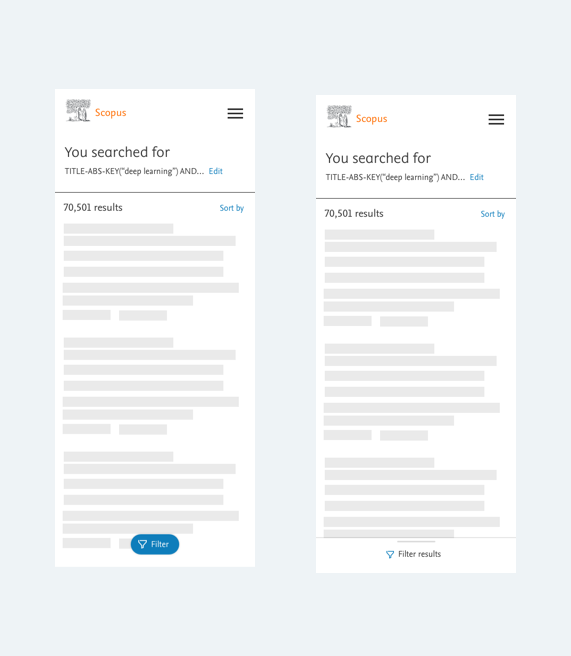 Scopus
You searched for
TITLE-ABS-KEY("deep learning") AND... Edit
70,501 results Sort by
Filter
Scopus
You searched for
TITLE-ABS-KEY("deep learning") AND... Edit
70,501 results Sort by
Filter results